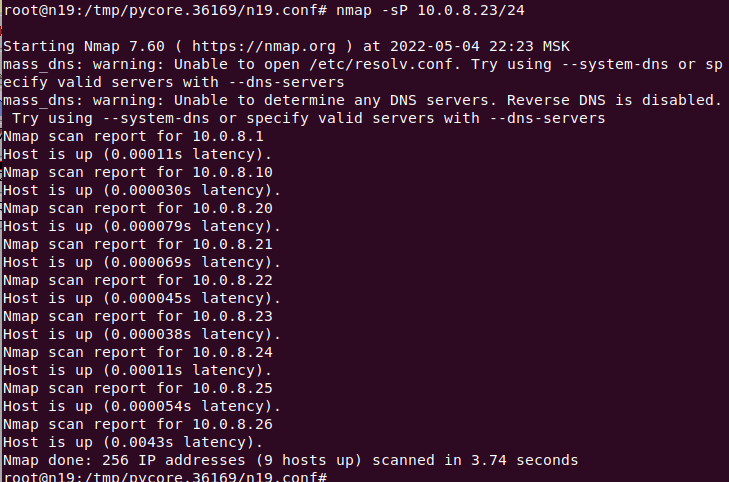 root@n19:/tmp/pycore.36169/n19.conf# nmap -sP 10.0.8.23/24
Starting Nmap 7.60 ( https://nmap.org ) at 2022-05-04 22:23 MSK
mass_dns: warning: Unable to open /etc/resolv.conf. Try using --system-dns or sp
ecify valid servers with --dns-servers
mass_dns: warning: Unable to determine any DNS servers. Reverse DNS is disabled.
 Try using --system-dns or specify valid servers with --dns-servers
Nmap scan report for 10.0.8.1
Host is up (0.00011s latency).
Nmap scan report for 10.0.8.10
Host is up (0.000030s latency).
Nmap scan report for 10.0.8.20
Host is up (0.000079s latency).
Nmap scan report for 10.0.8.21
Host is up (0.000069s latency).
Nmap scan report for 10.0.8.22
Host is up (0.000045s latency).
Nmap scan report for 10.0.8.23
Host is up (0.000038s latency).
Nmap scan report for 10.0.8.24
Host is up (0.00011s latency).
Nmap scan report for 10.0.8.25
Host is up (0.000054s latency).
Nmap scan report for 10.0.8.26
Host is up (0.0043s latency).
Nmap done: 256 IP addresses (9 hosts up) scanned in 3.74 seconds
root@n19:/tmp/pycore.36169/n19.conf#